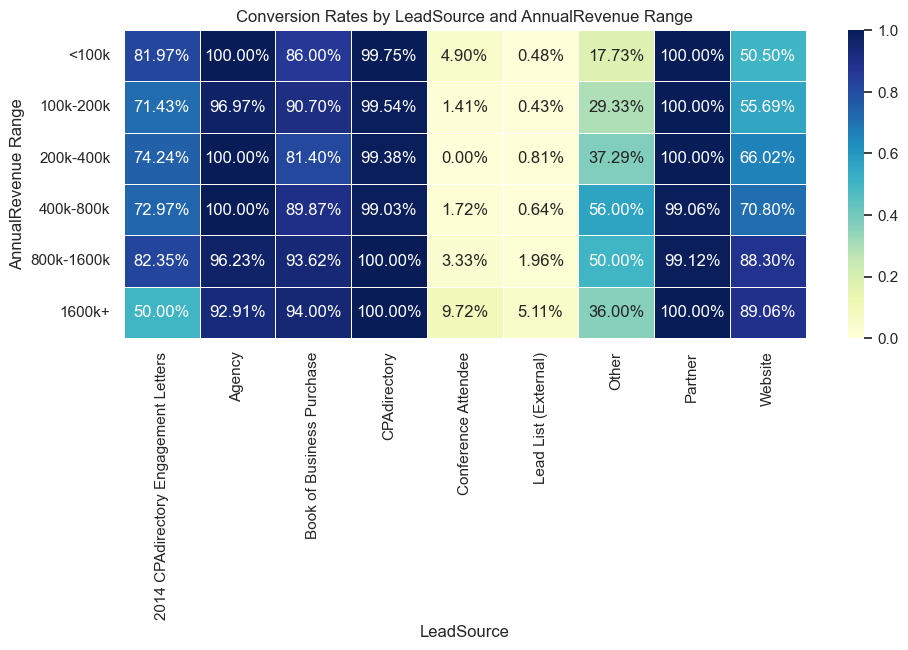 Conversion Rates by LeadSource and AnnualRevenue Range
AnnualRevenue Range
<100k 81.97% 100.00% 86.00% 99.75% 4.90% 0.48% 17.73% 100.00% 50.50%
100k-200k 71.43% 96.97% 90.70% 99.54% 1.41% 0.43% 29.33% 100.00% 55.69%
200k-400k 74.24% 100.00% 81.40% 99.38% 0.00% 0.81% 37.29% 100.00% 66.02%
400k-800k 72.97% 100.00% 89.87% 99.03% 1.72% 0.64% 56.00% 99.06% 70.80%
800k-1600k 82.35% 96.23% 93.62% 100.00% 3.33% 1.96% 50.00% 99.12% 88.30%
1600k+ 50.00% 92.91% 94.00% 100.00% 9.72% 5.11% 36.00% 100.00% 89.06%
1.0
0.8
0.6
0.4
0.2
0.0
2014 CPAdirectory Engagement Letters
Agency
Book of Business Purchase
CPAdirectory
Conference Attendee
Lead List (External)
Other
Partner
Website
LeadSource